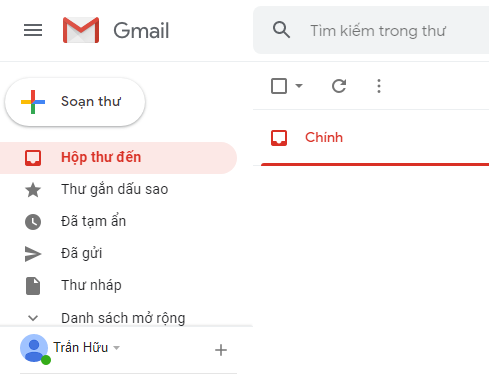 Gmail
Tìm kiếm trong thư
Soạn thư
Hộp thư đến
Chính
Thư gắn dấu sao
Đã tạm ẩn
Đã gửi
Thư nháp
Danh sách mở rộng
Trần Hữu